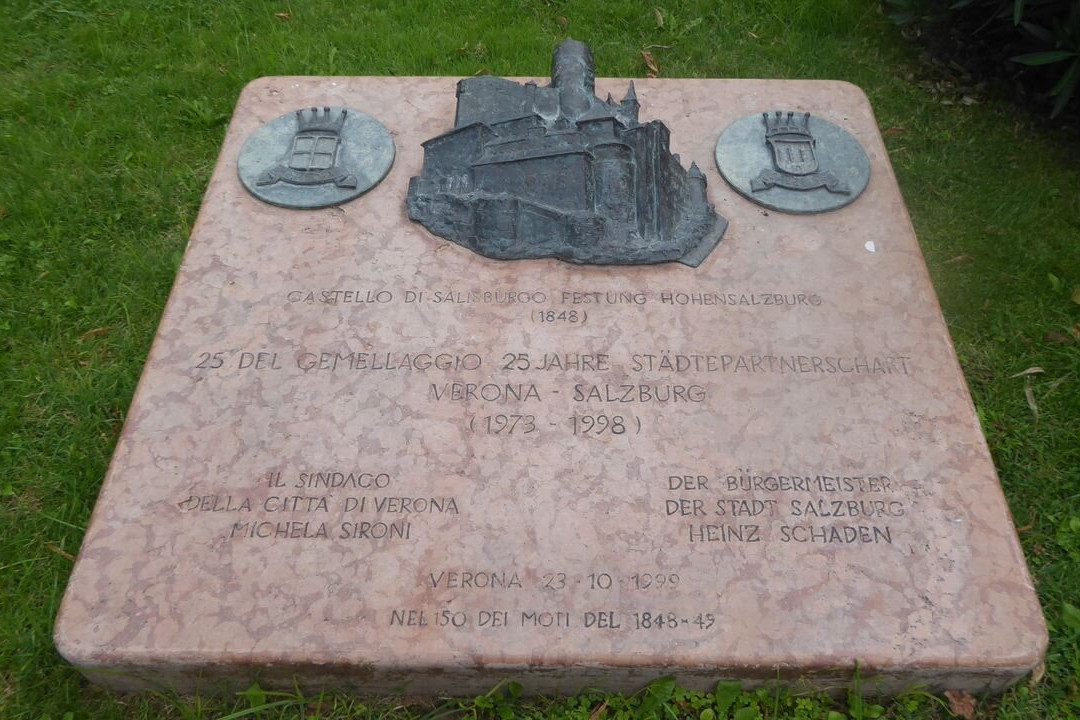 CASTELLO DI SALISBURGO FESTUNG HOHENSALZBURG
(1848)
25 DEL GEMELLAGGIO 25 JAHRE STÄDTEPARTNERSCHAFT
VERONA - SALZBURG
(1973 - 1998)
IL SINDACO
DELLA CITTÀ DI VERONA
MICHELA SIRONI
DER BÜRGERMEISTER
DER STADT SALZBURG
HEINZ SCHADEN
VERONA 23-10-1999
NEL 150 DEI MOTI DEL 1848-49